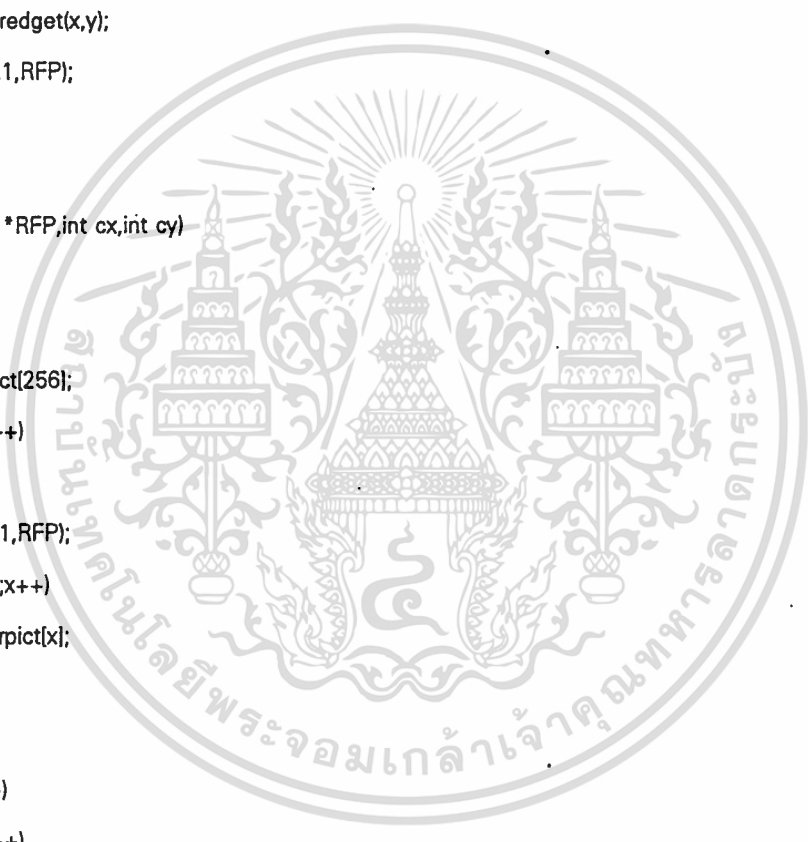 redget(x,y);
1,RFP);
*RFP,int cx,int cy)
ct[256];
+)
1,RFP);
;x++)
rpict[x];
)
++)
สถาบันเทคโนโลยีพระจอมเกล้าเจ้าคุณทหารลาดกระบัง